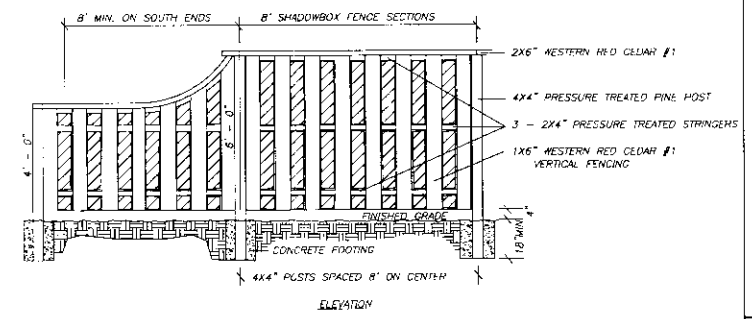 8' MIN. ON SOUTH ENDS
8' SHADOWBOX FENCE SECTIONS
2X6" WESTERN RED CEDAR #1
4X4" PRESSURE TREATED PINE POST
3 - 2X4" PRESSURE TREATED STRINGERS
1X6" WESTERN RED CEDAR #1
VERTICAL FENCING
4' - 0"
6' - 0"
FINISHED GRADE
4"
18" MIN.
CONCRETE FOOTING
4X4" POSTS SPACED 8' ON CENTER
ELEVATION